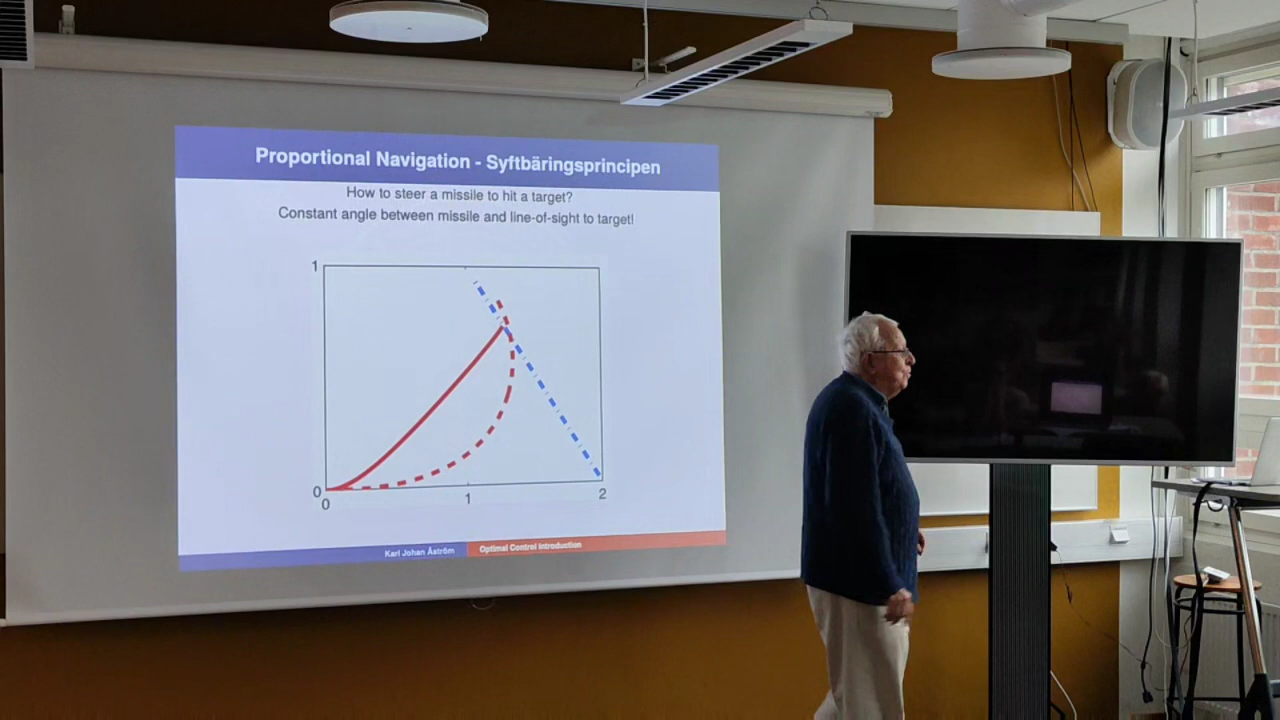 Proportional Navigation - Syftbäringsprincipen
How to steer a missile to hit a target?
Constant angle between missile and line-of-sight to target!
1
0
0
1
2
Karl Johan Åström
Optimal Control Introduction